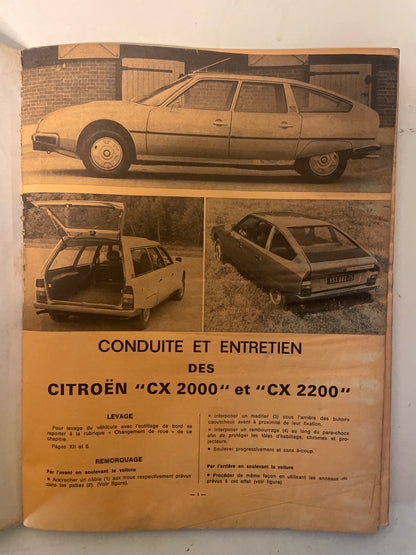 CONDUITE ET ENTRETIEN
DES
CITROËN "CX 2000" et "CX 2200"
LEVAGE
Pour levage du véhicule avec l'outillage de bord se
reporter à la rubrique « Changement de roue » de ce
chapitre.
Pages XII et 6.
REMORQUAGE
Par l'avant en soulevant la voiture
● Accrocher un câble (1) aux trous respectivement prévus
dans les pattes (2). (Voir figure).
● Interposer un madrier (3) sous l'arrière des butoirs
caoutchouc avant à proximité de leur fixation.
● Interposer un rembourrage (4) au long du pare-chocs
afin de protéger les tôles d'habillage, chromes et pro-
jecteurs.
● Soulever progressivement et sans à-coup.
Par l'arrière en soulevant la voiture
● Procéder de même façon en utilisant les anneaux
prévus à cet effet (voir figure).
— 1 —